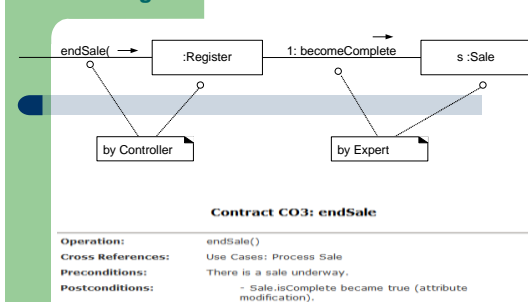 endSale(
:Register
1: becomeComplete
s :Sale
by Controller
by Expert
Contract CO3: endSale
Operation: endSale()
Cross References: Use Cases: Process Sale
Preconditions: There is a sale underway.
Postconditions: - Sale.isComplete became true (attribute
modification).